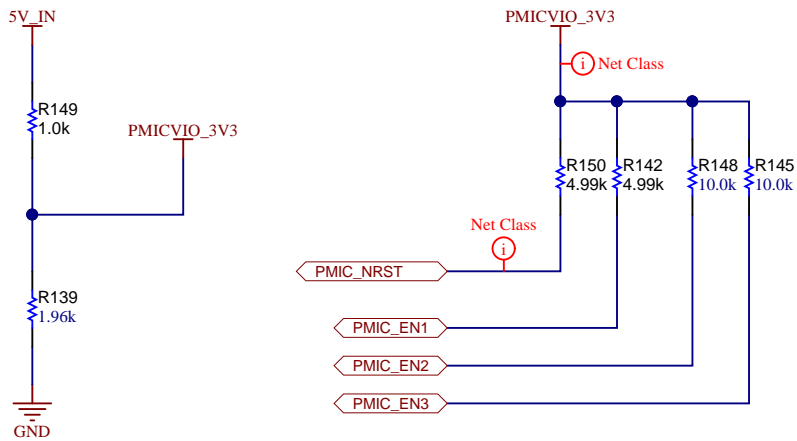 5V_IN
PMICVIO_3V3
i Net Class
R149
1.0k
PMICVIO_3V3
R150
4.99k
R142
4.99k
R148
10.0k
R145
10.0k
Net Class
i
PMIC_NRST
R139
1.96k
PMIC_EN1
PMIC_EN2
PMIC_EN3
GND